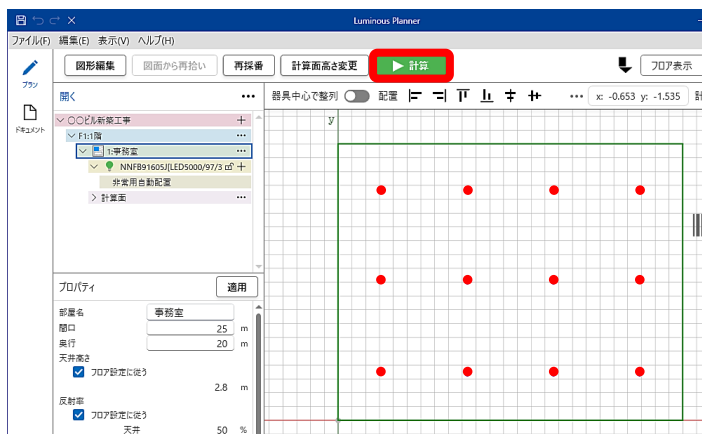 Luminous Planner
ファイル(F) 編集(E) 表示(V) ヘルプ(H)
プラン
ドキュメント
図形編集 図面から再拾い 再採番 計算面高さ変更 計算 フロア表示
開く ••• 器具中心で整列 配置 ••• x: -0.653 y: -1.535 計
〇〇ビル新築工事
F1:1階
1:事務室
NNFB91605J[LED5000/97/3
非常用自動配置
計算面
y
プロパティ 適用
部屋名 事務室
間口 25 m
奥行 20 m
天井高さ
フロア設定に従う
2.8 m
反射率
フロア設定に従う
天井 50 %